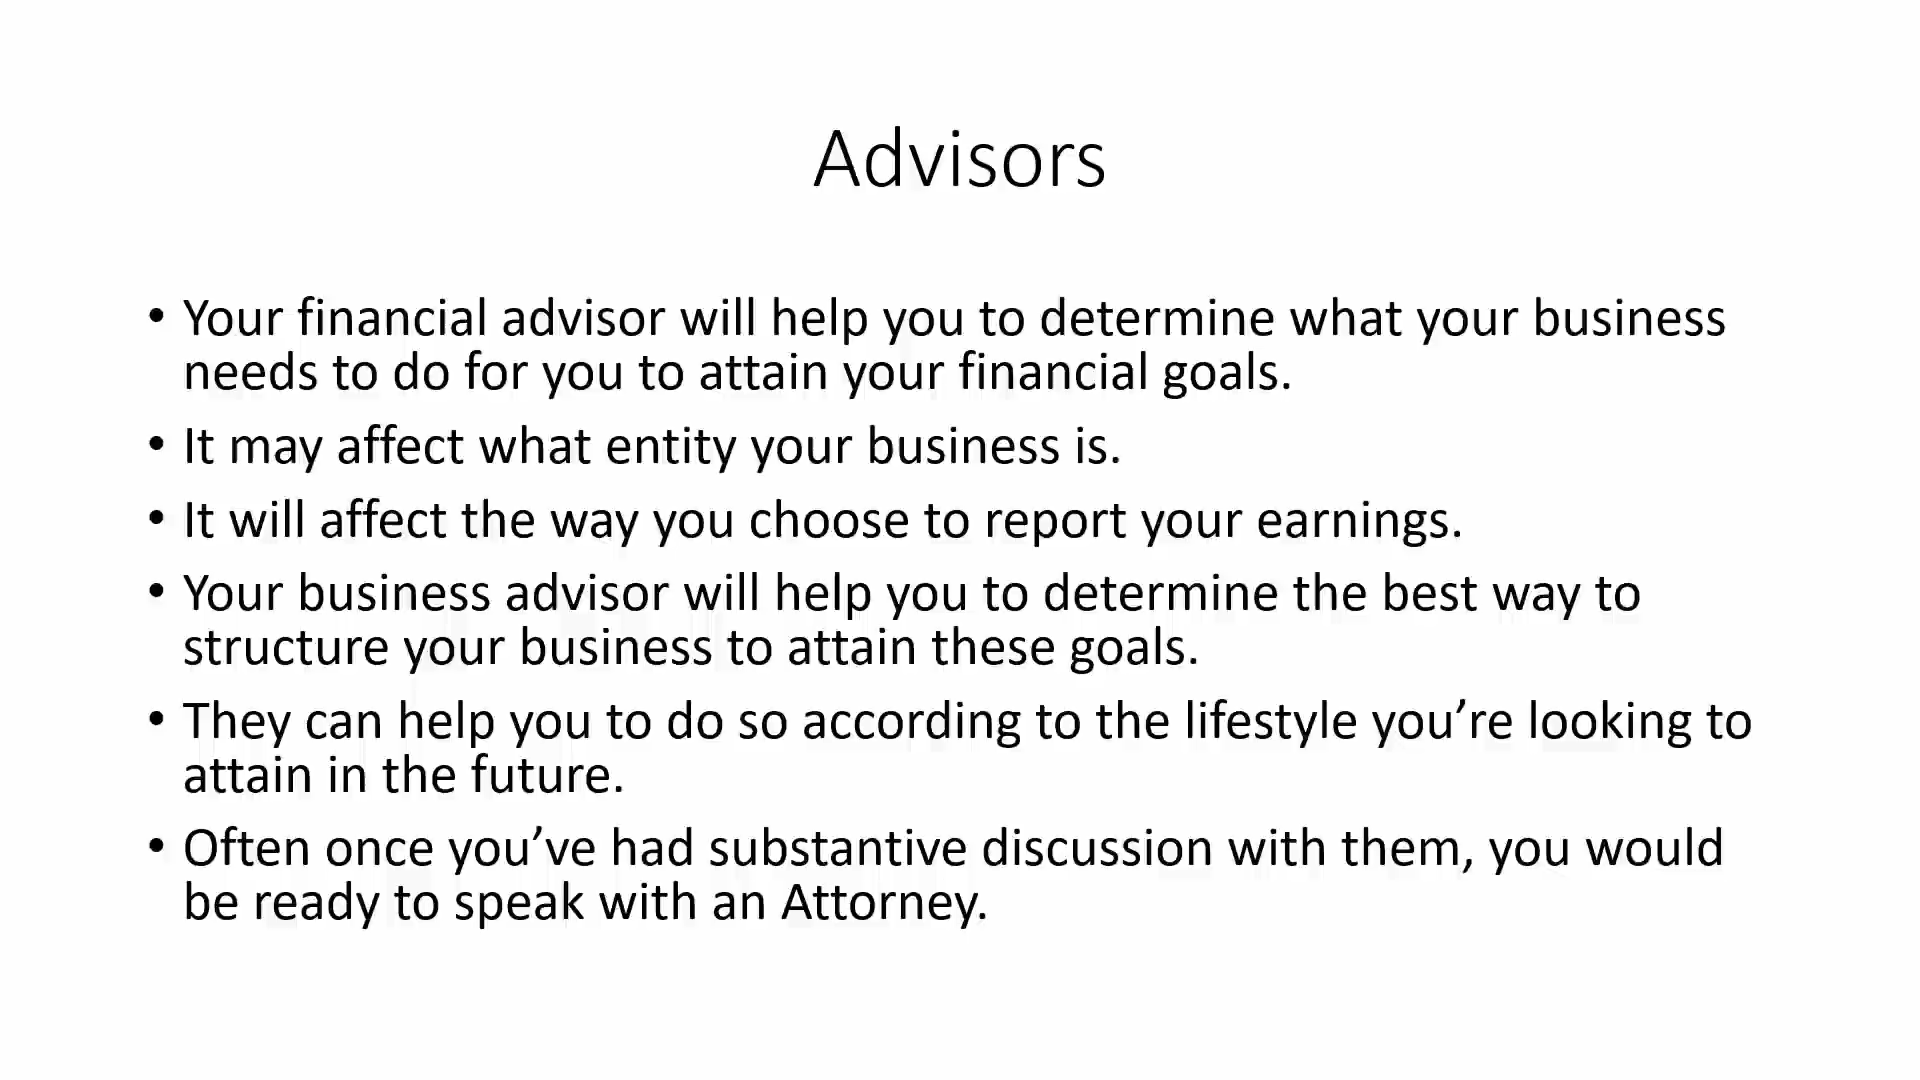 Advisors
• Your financial advisor will help you to determine what your business
needs to do for you to attain your financial goals.
• It may affect what entity your business is.
• It will affect the way you choose to report your earnings.
• Your business advisor will help you to determine the best way to
structure your business to attain these goals.
• They can help you to do so according to the lifestyle you’re looking to
attain in the future.
• Often once you’ve had substantive discussion with them, you would
be ready to speak with an Attorney.